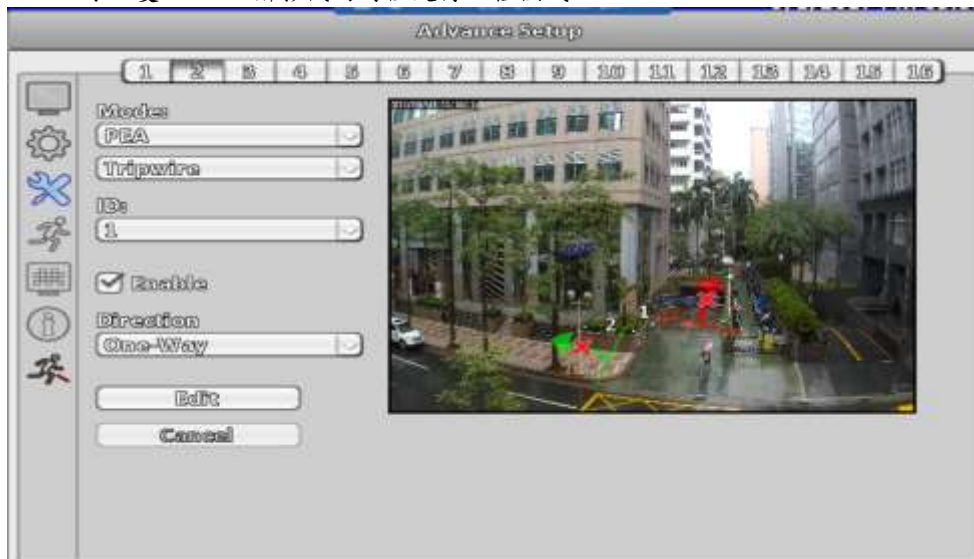 Advance Setup
1 2 3 4 5 6 7 8 9 10 11 12 13 14 15 16
Mode:
PEA
Tripwire
ID:
1
Enable
Direction
One-Way
Edit
Cancel
2 1